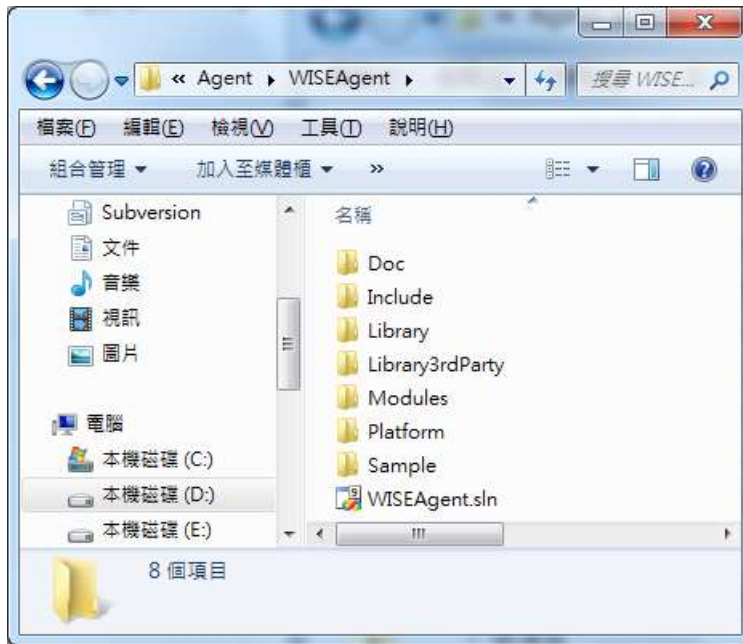 « Agent ▸ WISEAgent ▸
搜尋 WISE...
檔案(F) 編輯(E) 檢視(V) 工具(T) 說明(H)
組合管理 ▼ 加入至媒體櫃 ▼ »
Subversion
文件
音樂
視訊
圖片
電腦
本機磁碟 (C:)
本機磁碟 (D:)
本機磁碟 (E:)
名稱
Doc
Include
Library
Library3rdParty
Modules
Platform
Sample
WISEAgent.sln
8 個項目